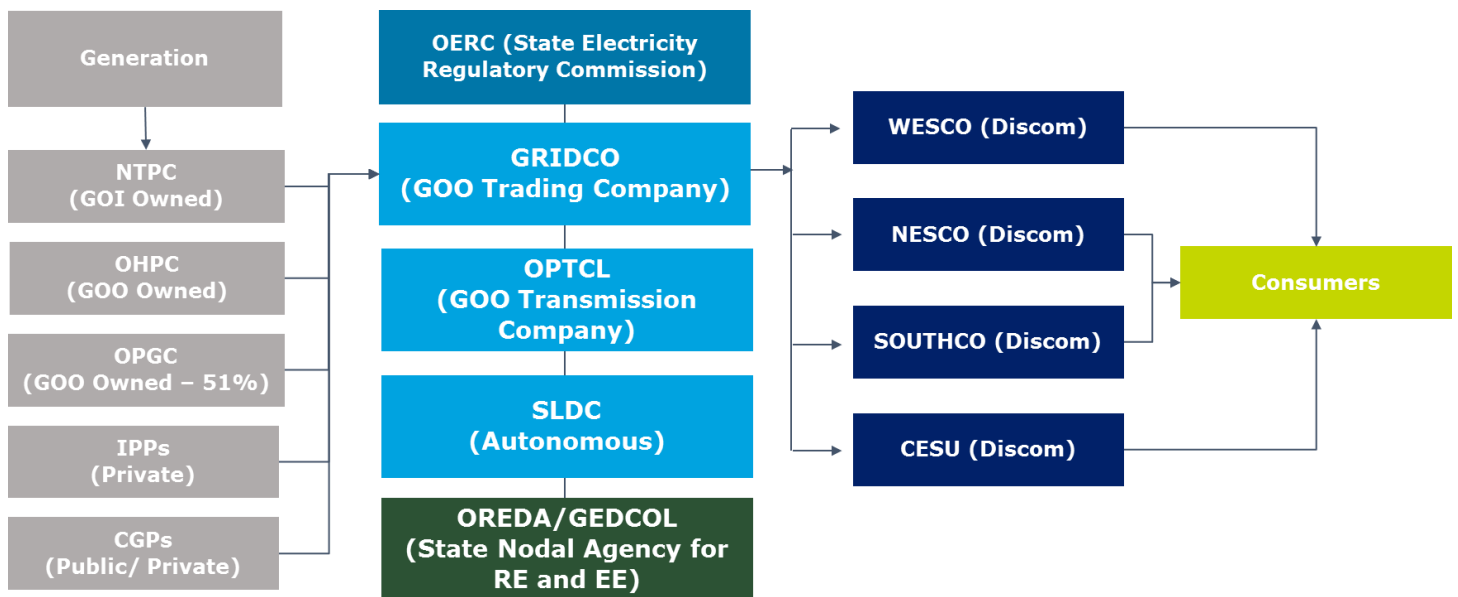 Generation
NTPC
(GOI Owned)
OHPC
(GOO Owned)
OPGC
(GOO Owned – 51%)
IPPs
(Private)
CGPs
(Public/ Private)
OERC (State Electricity
Regulatory Commission)
GRIDCO
(GOO Trading Company)
OPTCL
(GOO Transmission
Company)
SLDC
(Autonomous)
OREDA/GEDCOL
(State Nodal Agency for
RE and EE)
WESCO (Discom)
NESCO (Discom)
SOUTHCO (Discom)
CESU (Discom)
Consumers